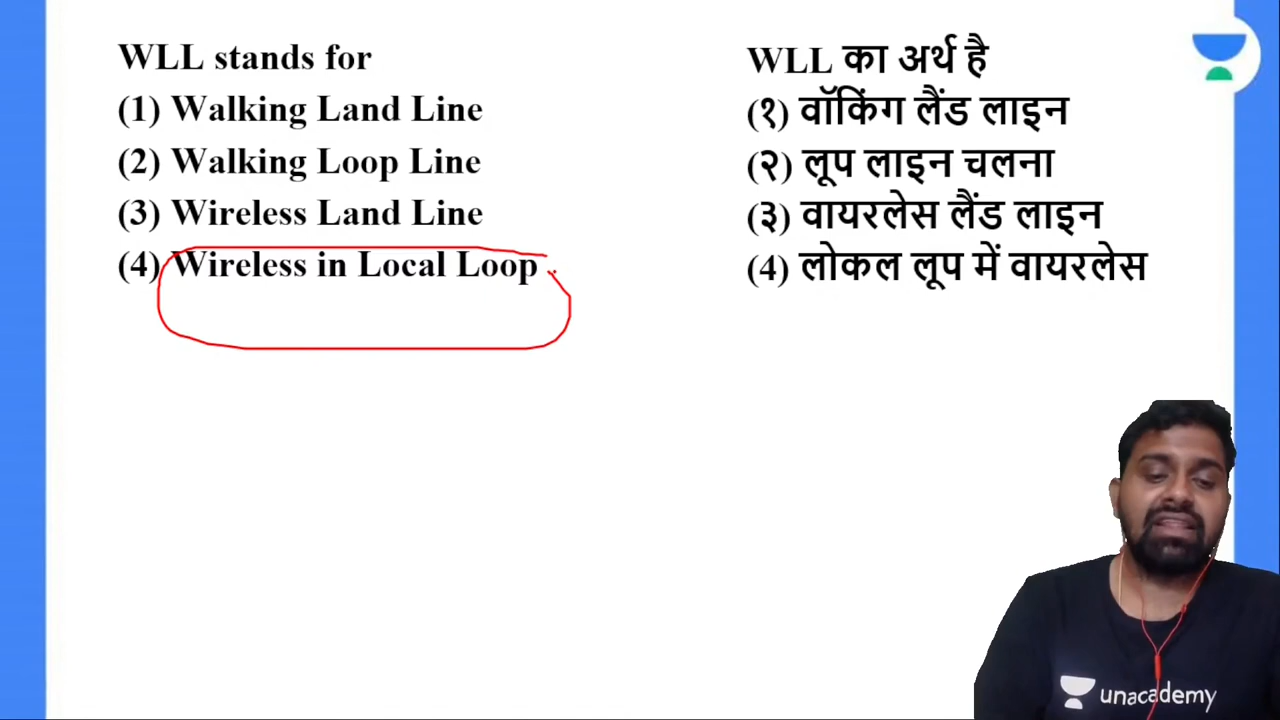 WLL stands for
(1) Walking Land Line
(2) Walking Loop Line
(3) Wireless Land Line
(4) Wireless in Local Loop .
WLL का अर्थ है
(१) वॉकिंग लैंड लाइन
(२) लूप लाइन चलना
(३) वायरलेस लैंड लाइन
(4) लोकल लूप में वायरलेस
unacademy